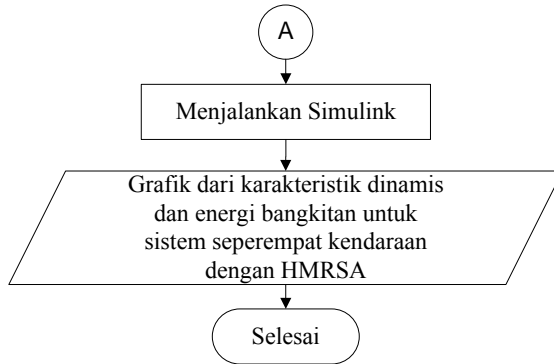 A
Menjalankan Simulink
Grafik dari karakteristik dinamis
dan energi bangkitan untuk
sistem seperempat kendaraan
dengan HMRSA
Selesai